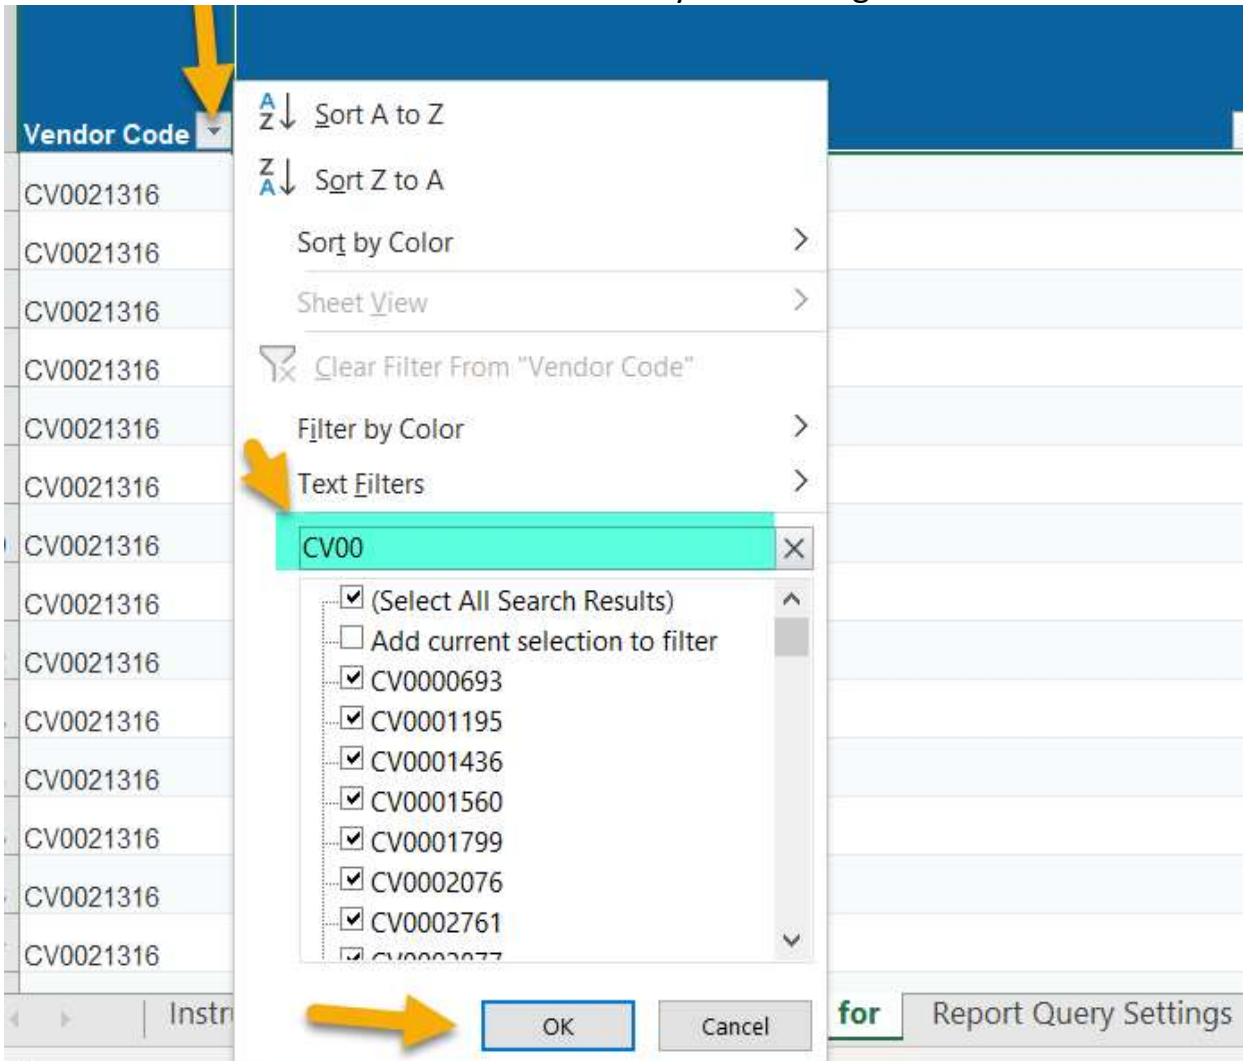 Vendor Code
CV0021316
CV0021316
CV0021316
CV0021316
CV0021316
CV0021316
CV0021316
CV0021316
CV0021316
CV0021316
CV0021316
CV0021316
CV0021316
CV0021316
Sort A to Z
Sort Z to A
Sort by Color
Sheet View
Clear Filter From "Vendor Code"
Filter by Color
Text Filters
CV00
(Select All Search Results)
Add current selection to filter
CV0000693
CV0001195
CV0001436
CV0001560
CV0001799
CV0002076
CV0002761
OK Cancel
Instr for Report Query Settings